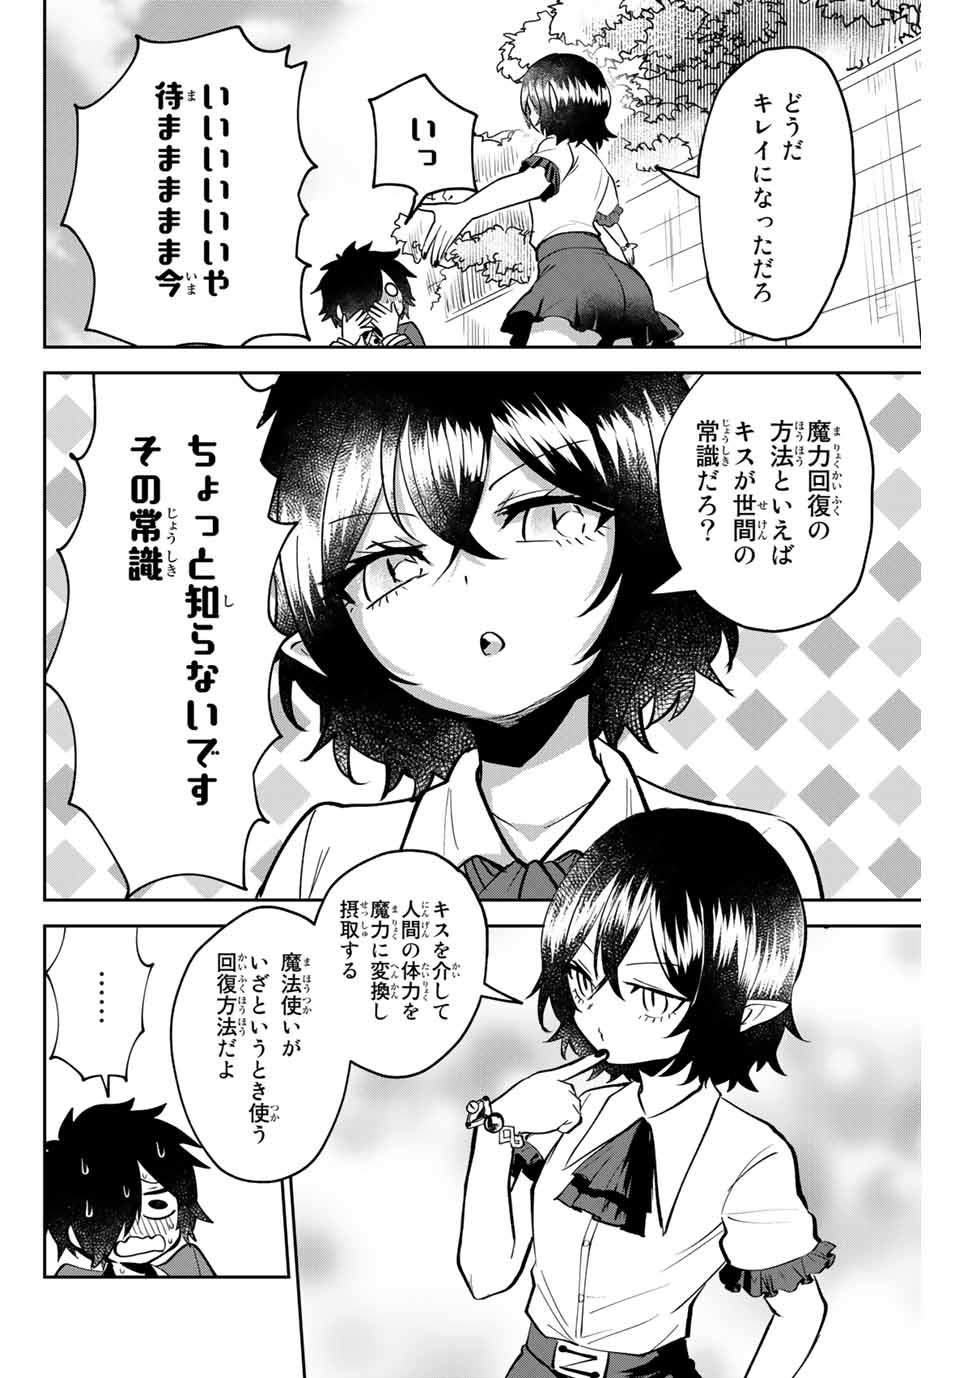 どうだ
キレイになっただろ
いっ
いいいいいいや
待ままままま今
魔力回復の
方法といえば
キスが世間の
常識だろ？
ちょっと知らないです
その常識
キスを介して
人間の体力を
魔力に変換し
摂取する
魔法使いが
いざというとき使う
回復方法だよ
……